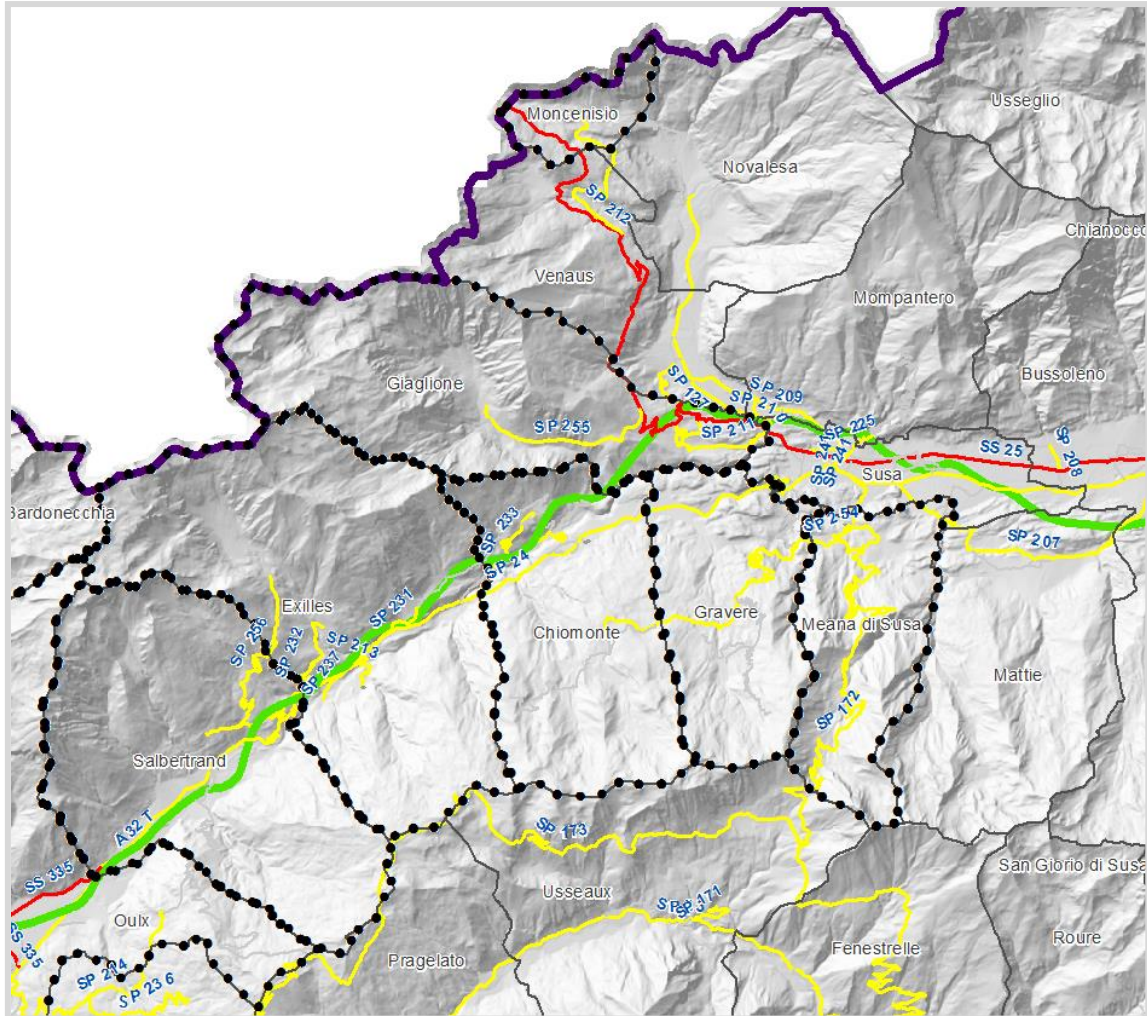 Moncenisio
Usseglio
Novalesa
SP 212
Chianocco
Venaus
Mompantero
Giaglione
Bussoleno
SP 127
SP 209
SP 210
SP 255
SP 211
SP 225
SP 241
SP 241
SS 25
SP 208
Susa
Bardonecchia
SP 254
SP 233
SP 207
SP 24
Exilles
SP 231
Chiomonte
Gravere
Meana di Susa
SP 256
SP 232
SP 213
SP 237
Mattie
SP 172
Salbertrand
A32 T
SP 173
SS 335
San Giorio di Susa
Usseaux
SP 171
Oulx
SS 335
Fenestrelle
Roure
Pragelato
SP 214
SP 236